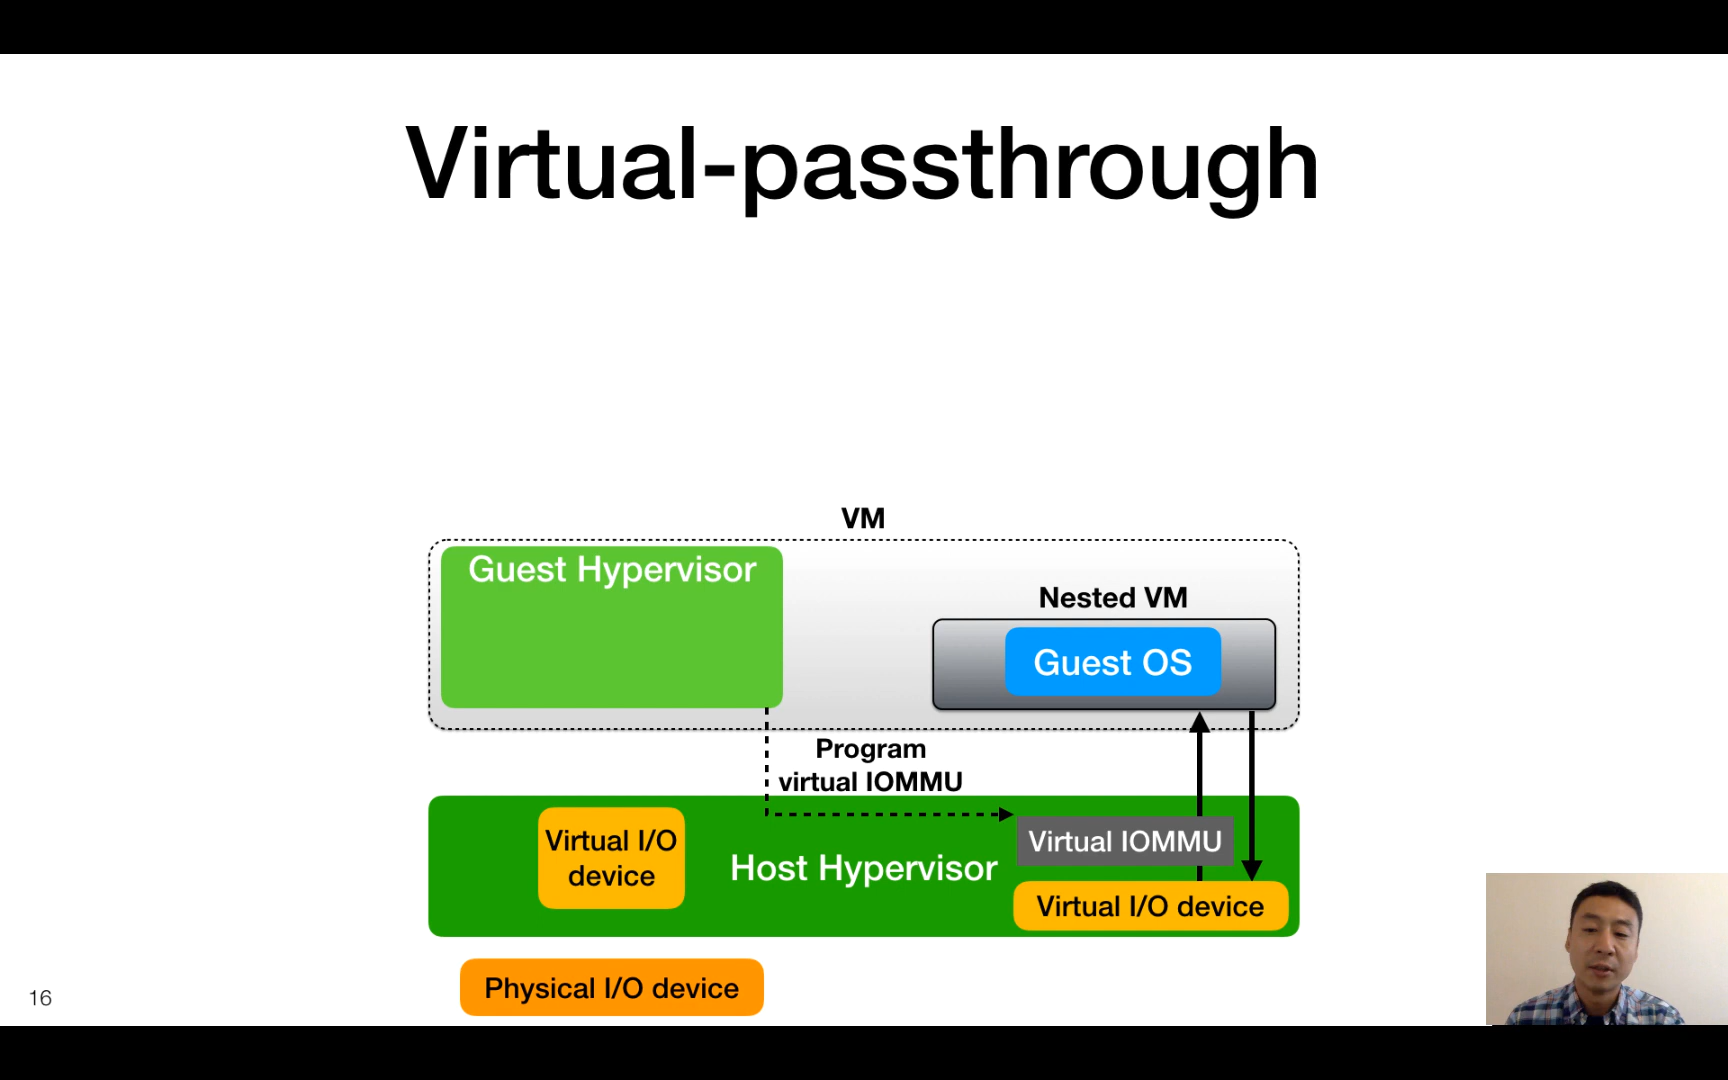 Virtual-passthrough
VM
Guest Hypervisor
Nested VM
Guest OS
Program
virtual IOMMU
Virtual I/O
device
Host Hypervisor
Virtual IOMMU
Virtual I/O device
Physical I/O device
16